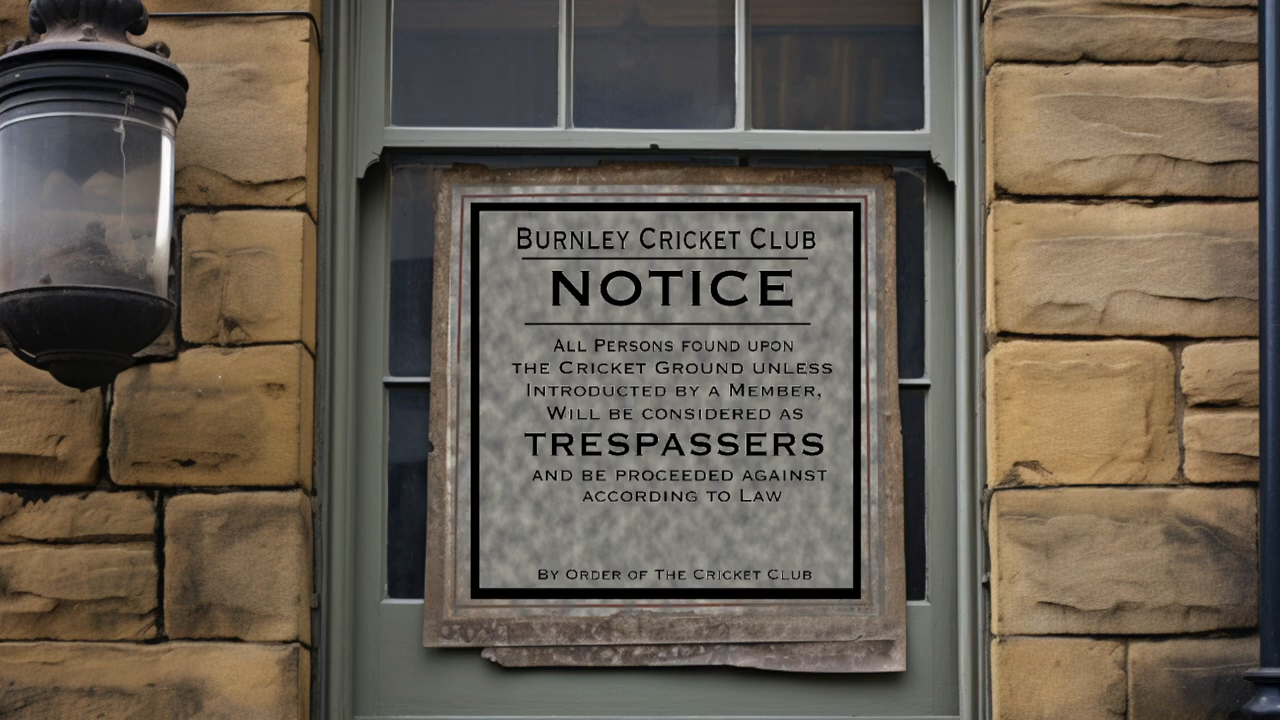 Burnley Cricket Club
NOTICE
All Persons found upon
the Cricket Ground unless
Introducted by a Member,
Will be considered as
TRESPASSERS
and be proceeded against
according to Law
By Order of The Cricket Club